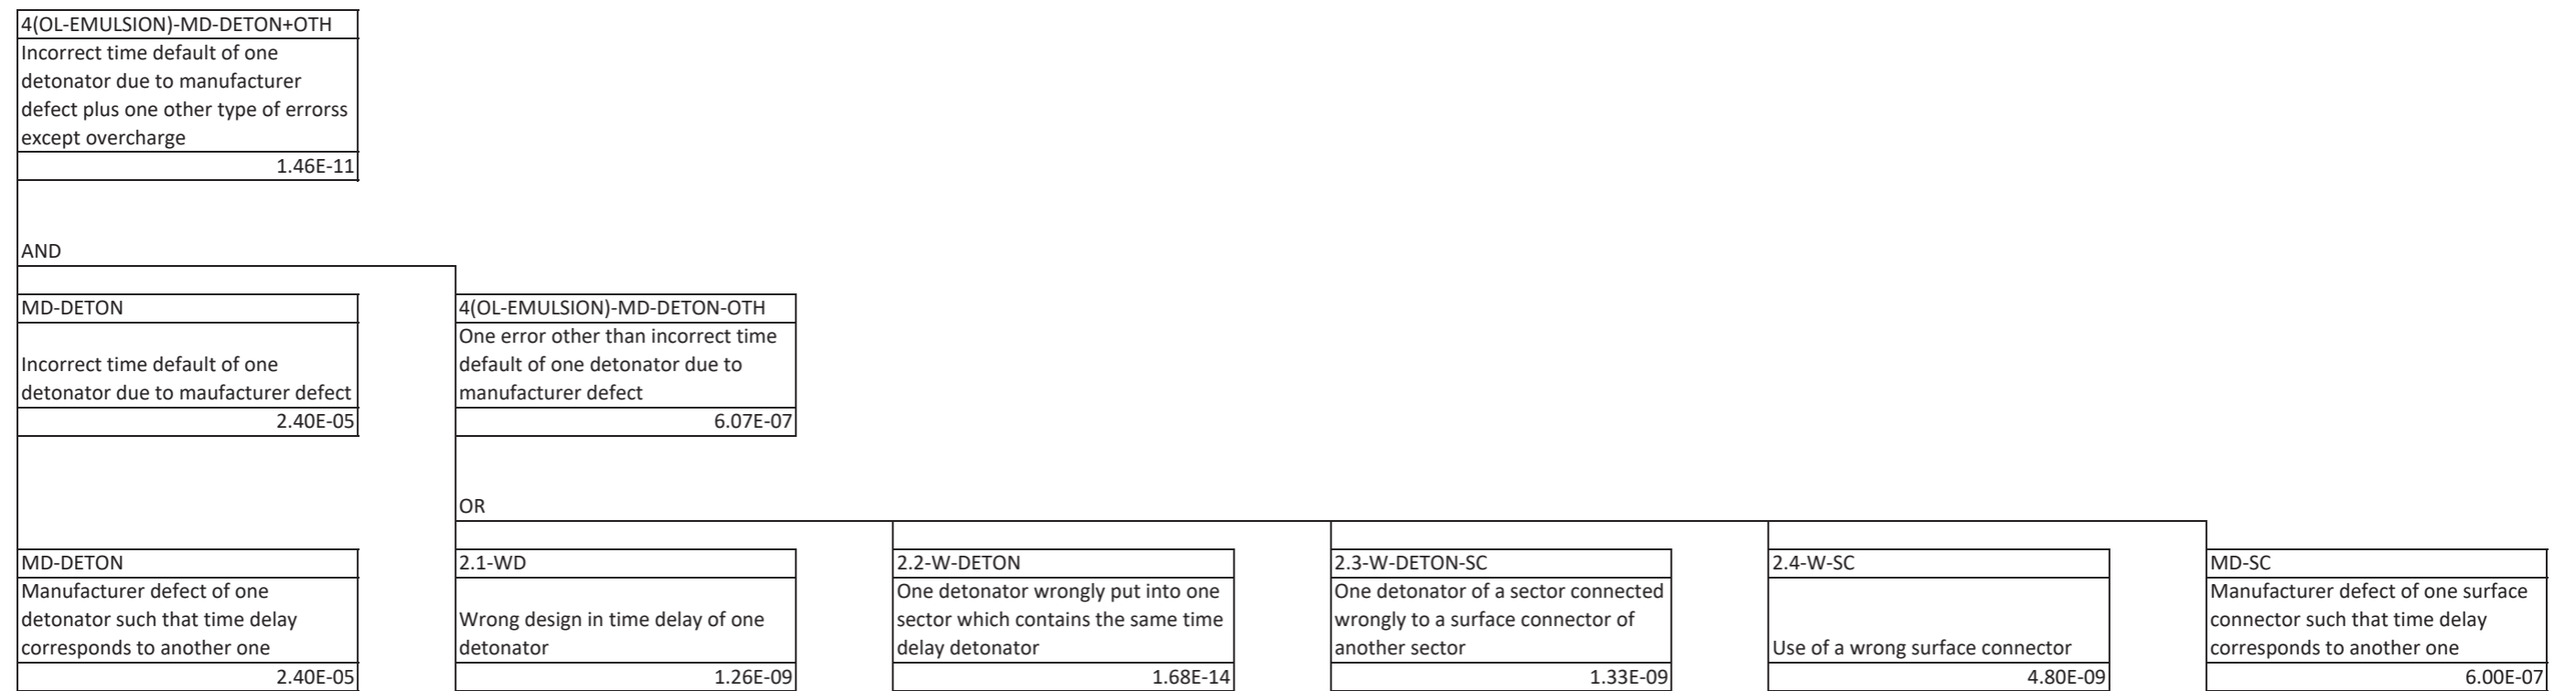 4(OL-EMULSION)-MD-DETON+OTH
Incorrect time default of one
detonator due to manufacturer
defect plus one other type of errorss
except overcharge
1.46E-11
AND
MD-DETON
Incorrect time default of one
detonator due to maufacturer defect
2.40E-05
4(OL-EMULSION)-MD-DETON-OTH
One error other than incorrect time
default of one detonator due to
manufacturer defect
6.07E-07
OR
MD-DETON
Manufacturer defect of one
detonator such that time delay
corresponds to another one
2.40E-05
2.1-WD
Wrong design in time delay of one
detonator
1.26E-09
2.2-W-DETON
One detonator wrongly put into one
sector which contains the same time
delay detonator
1.68E-14
2.3-W-DETON-SC
One detonator of a sector connected
wrongly to a surface connector of
another sector
1.33E-09
2.4-W-SC
Use of a wrong surface connector
4.80E-09
MD-SC
Manufacturer defect of one surface
connector such that time delay
corresponds to another one
6.00E-07